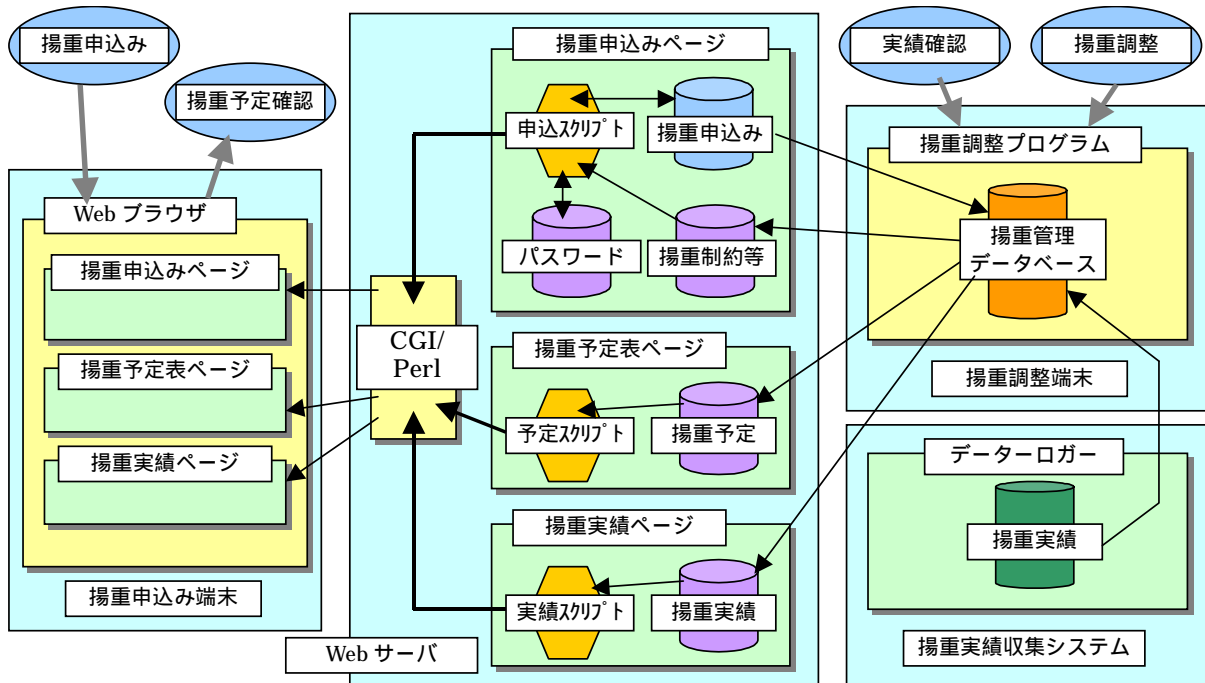 揚重申込み
揚重予定確認
Web ブラウザ
揚重申込みページ
揚重予定表ページ
揚重実績ページ
揚重申込み端末
揚重申込みページ
申込ｽｸﾘﾌﾟﾄ
揚重申込み
パスワード
揚重制約等
CGI/
Perl
揚重予定表ページ
予定ｽｸﾘﾌﾟﾄ
揚重予定
揚重実績ページ
実績ｽｸﾘﾌﾟﾄ
揚重実績
Web サーバ
実績確認
揚重調整
揚重調整プログラム
揚重管理
データベース
揚重調整端末
データーロガー
揚重実績
揚重実績収集システム